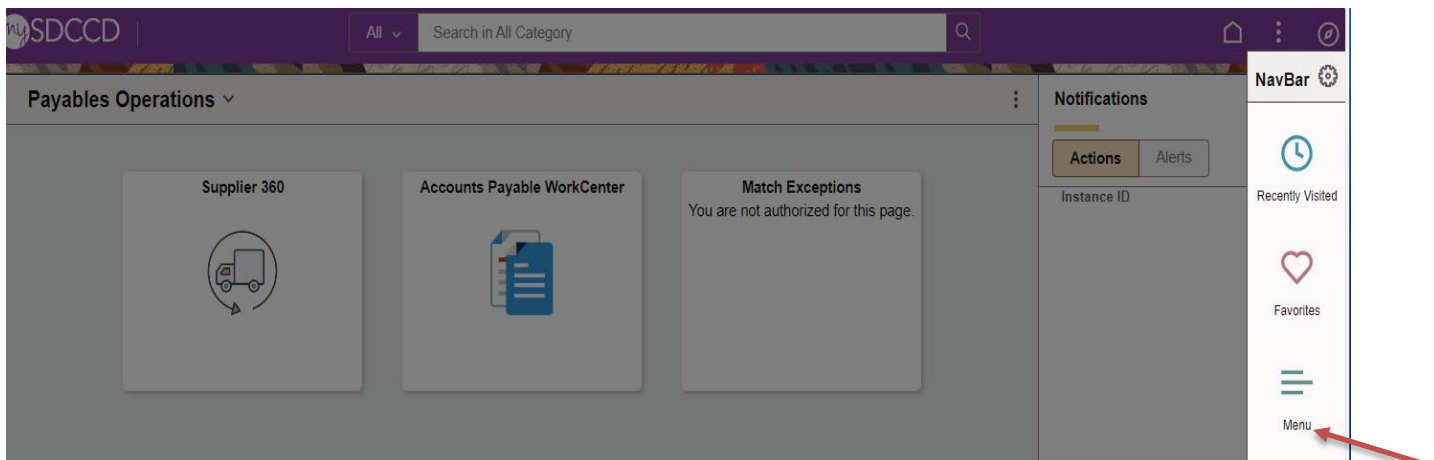 mySDCCD
All
Search in All Category
NavBar
Payables Operations
Notifications
Actions
Alerts
Instance ID
Supplier 360
Accounts Payable WorkCenter
Match Exceptions
You are not authorized for this page.
Recently Visited
Favorites
Menu